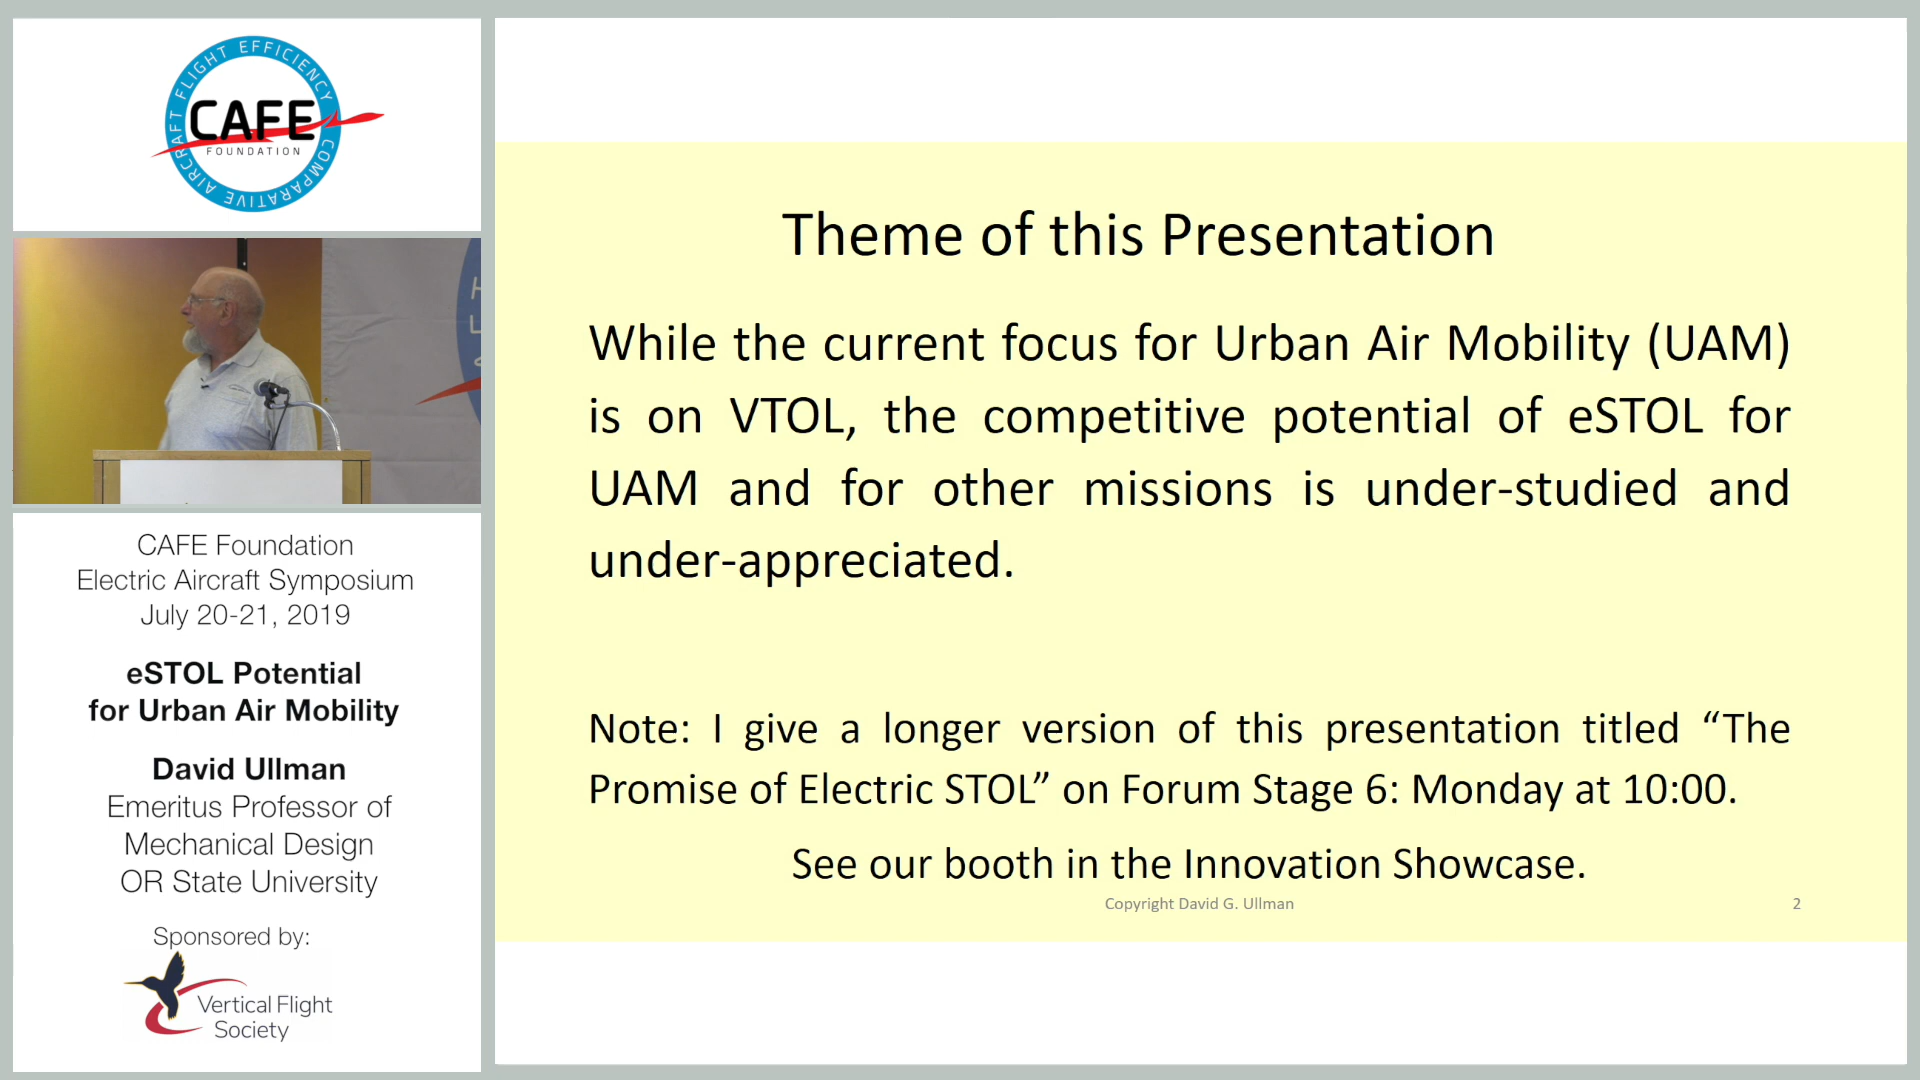 COMPARATIVE AIRCRAFT FLIGHT EFFICIENCY
CAFE
FOUNDATION
CAFE Foundation
Electric Aircraft Symposium
July 20-21, 2019
eSTOL Potential
for Urban Air Mobility
David Ullman
Emeritus Professor of
Mechanical Design
OR State University
Sponsored by:
Vertical Flight
Society
Theme of this Presentation
While the current focus for Urban Air Mobility (UAM)
is on VTOL, the competitive potential of eSTOL for
UAM and for other missions is under-studied and
under-appreciated.
Note: I give a longer version of this presentation titled “The
Promise of Electric STOL” on Forum Stage 6: Monday at 10:00.
See our booth in the Innovation Showcase.
Copyright David G. Ullman
2